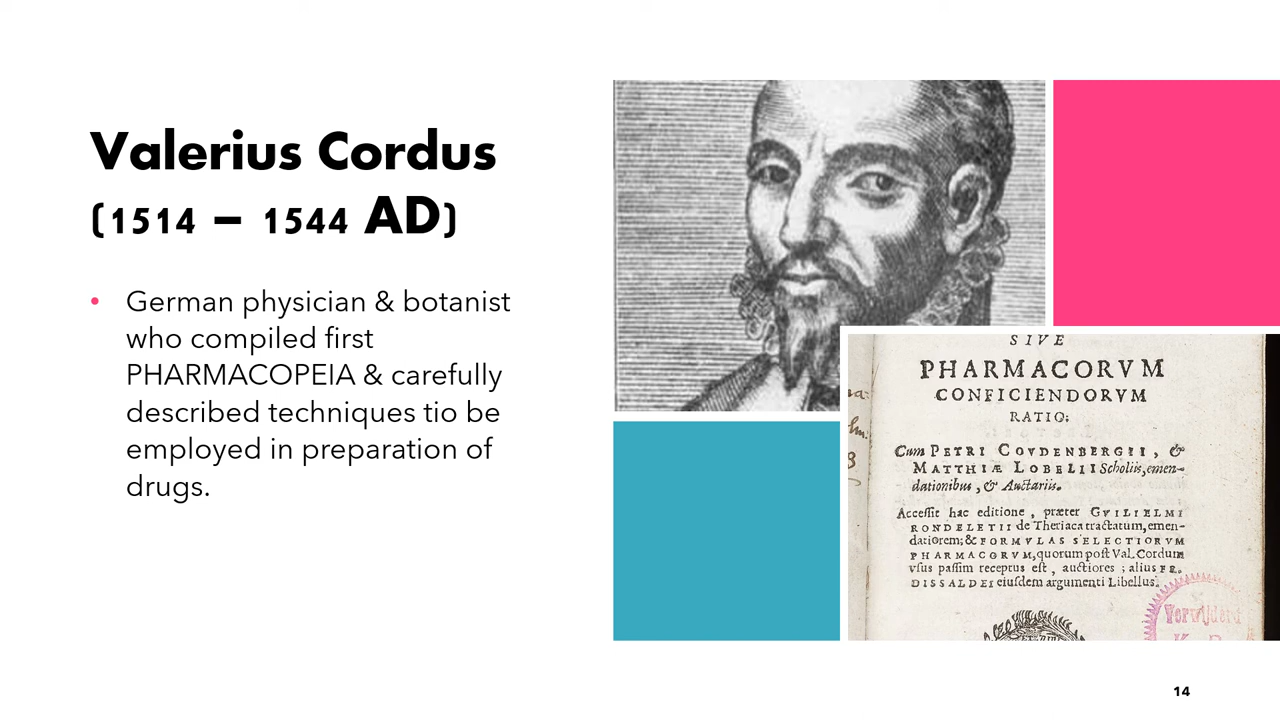 Valerius Cordus
(1514 – 1544 AD)
• German physician & botanist
who compiled first
PHARMACOPEIA & carefully
described techniques tio be
employed in preparation of
drugs.
SIVE
PHARMACORVM
CONFICIENDORVM
RATIO;
Cum PETRI COVDENBERGII, &
MATTHIÆ LOBELII Scholiis, emen-
dationibus, & Auctariis.
Accessit hac editione, præter GVILIELMI
RONDELETII de Theriaca tractatum, emen-
datiorem; & FORMVLAS SELECTIORVM
PHARMACORVM, quorum post Val. Cordum
vsus passim receptus est, auctiores; alius FR.
DISSALDEI eiusdem argumenti Libellus.
Verwijderd
14